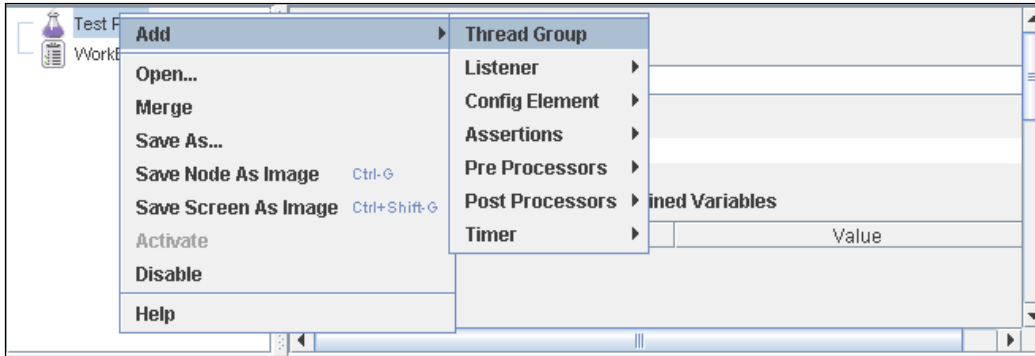 Test P
WorkB
Add
Open...
Merge
Save As...
Save Node As Image Ctrl-G
Save Screen As Image Ctrl+Shift-G
Activate
Disable
Help
Thread Group
Listener
Config Element
Assertions
Pre Processors
Post Processors
Timer
ined Variables
Value